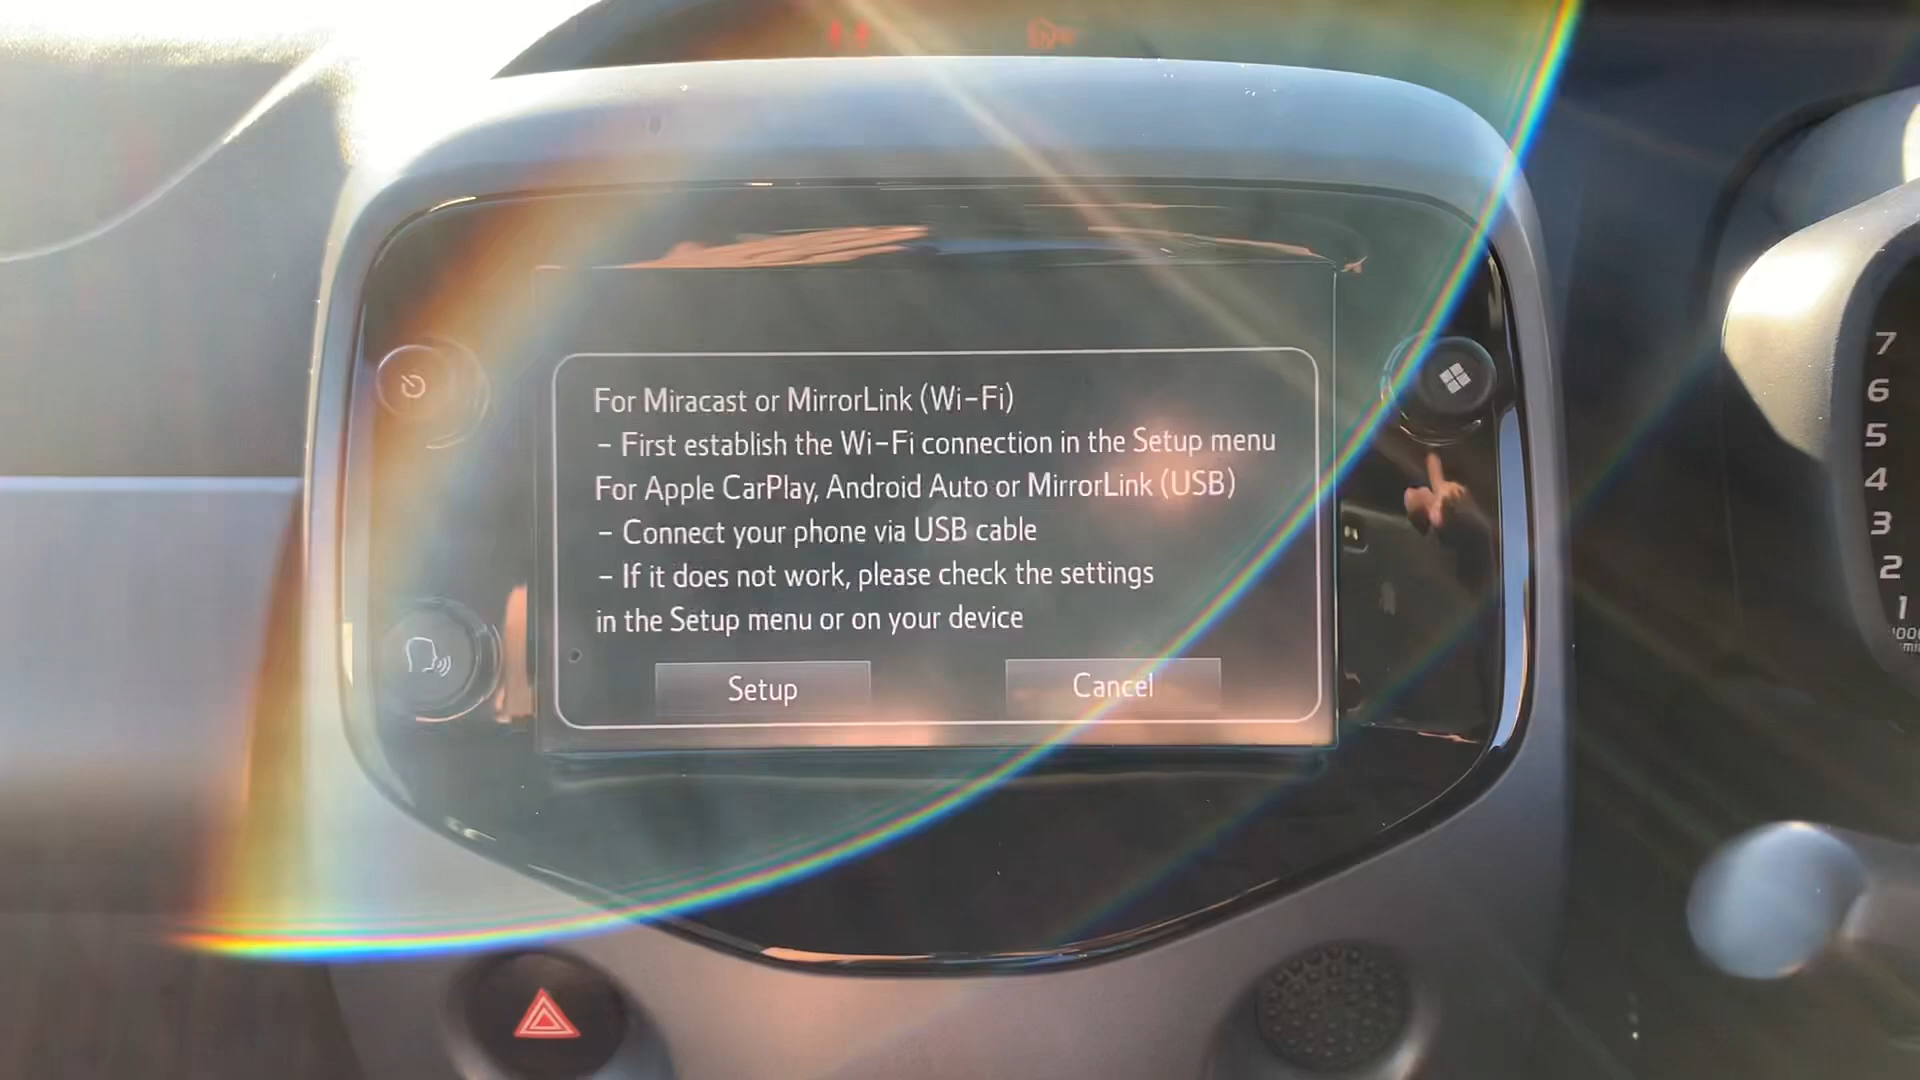 For Miracast or MirrorLink (Wi-Fi)
- First establish the Wi-Fi connection in the Setup menu
For Apple CarPlay, Android Auto or MirrorLink (USB)
- Connect your phone via USB cable
- If it does not work, please check the settings
in the Setup menu or on your device
Setup
Cancel
7
6
5
4
3
2
1